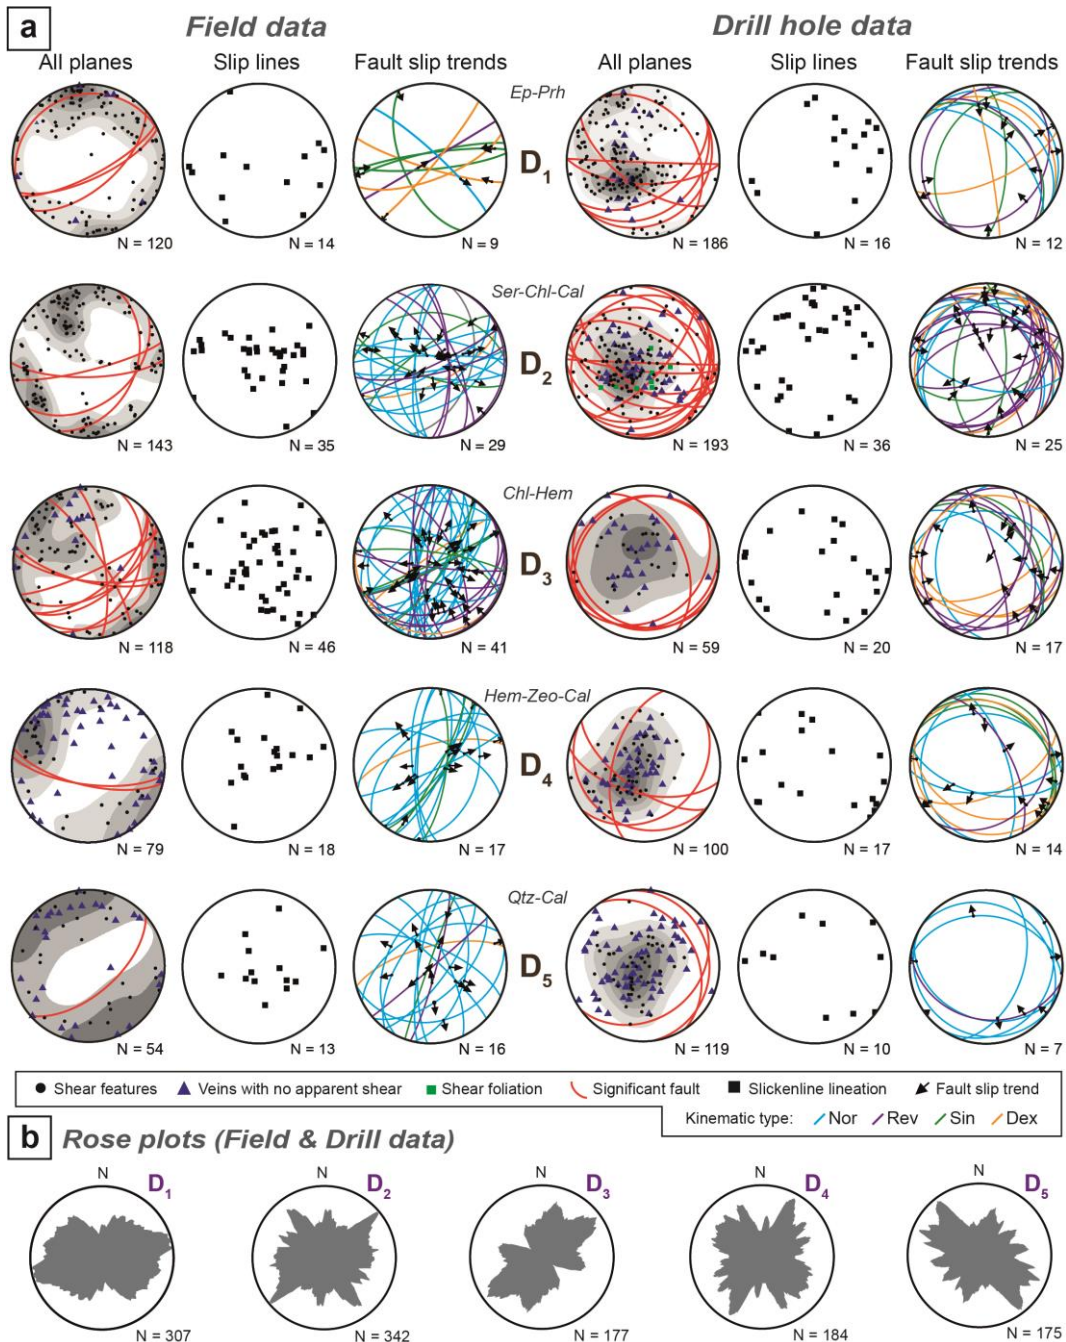 a
Field data
Drill hole data
All planes Slip lines Fault slip trends All planes Slip lines Fault slip trends
Ep-Prh
D1
N = 120 N = 14 N = 9 N = 186 N = 16 N = 12
Ser-Chl-Cal
D2
N = 143 N = 35 N = 29 N = 193 N = 36 N = 25
Chl-Hem
D3
N = 118 N = 46 N = 41 N = 59 N = 20 N = 17
Hem-Zeo-Cal
D4
N = 79 N = 18 N = 17 N = 100 N = 17 N = 14
Qtz-Cal
D5
N = 54 N = 13 N = 16 N = 119 N = 10 N = 7
Shear features Veins with no apparent shear Shear foliation Significant fault Slickenline lineation Fault slip trend
Kinematic type: Nor Rev Sin Dex
b
Rose plots (Field & Drill data)
N D1 N D2 N D3 N D4 N D5
N = 307 N = 342 N = 177 N = 184 N = 175